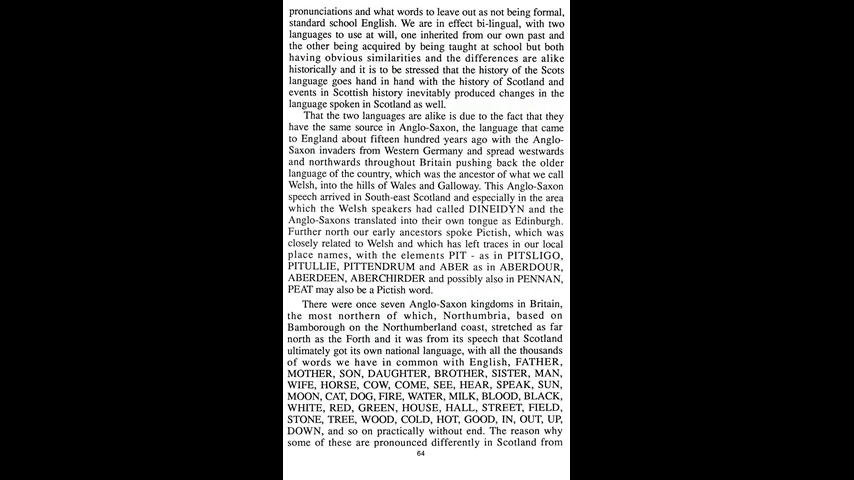 pronunciations and what words to leave out as not being formal,
standard school English. We are in effect bi-lingual, with two
languages to use at will, one inherited from our own past and
the other being acquired by being taught at school but both
having obvious similarities and the differences are alike
historically and it is to be stressed that the history of the Scots
language goes hand in hand with the history of Scotland and
events in Scottish history inevitably produced changes in the
language spoken in Scotland as well.
That the two languages are alike is due to the fact that they
have the same source in Anglo-Saxon, the language that came
to England about fifteen hundred years ago with the Anglo-
Saxon invaders from Western Germany and spread westwards
and northwards throughout Britain pushing back the older
language of the country, which was the ancestor of what we call
Welsh, into the hills of Wales and Galloway. This Anglo-Saxon
speech arrived in South-east Scotland and especially in the area
which the Welsh speakers had called DINEIDYN and the
Anglo-Saxons translated into their own tongue as Edinburgh.
Further north our early ancestors spoke Pictish, which was
closely related to Welsh and which has left traces in our local
place names, with the elements PIT - as in PITSLIGO,
PITULLIE, PITTENDRUM and ABER as in ABERDOUR,
ABERDEEN, ABERCHIRDER and possibly also in PENNAN,
PEAT may also be a Pictish word.
There were once seven Anglo-Saxon kingdoms in Britain,
the most northern of which, Northumbria, based on
Bamborough on the Northumberland coast, stretched as far
north as the Forth and it was from its speech that Scotland
ultimately got its own national language, with all the thousands
of words we have in common with English, FATHER,
MOTHER, SON, DAUGHTER, BROTHER, SISTER, MAN,
WIFE, HORSE, COW, COME, SEE, HEAR, SPEAK, SUN,
MOON, CAT, DOG, FIRE, WATER, MILK, BLOOD, BLACK,
WHITE, RED, GREEN, HOUSE, HALL, STREET, FIELD,
STONE, TREE, WOOD, COLD, HOT, GOOD, IN, OUT, UP,
DOWN, and so on practically without end. The reason why
some of these are pronounced differently in Scotland from
64